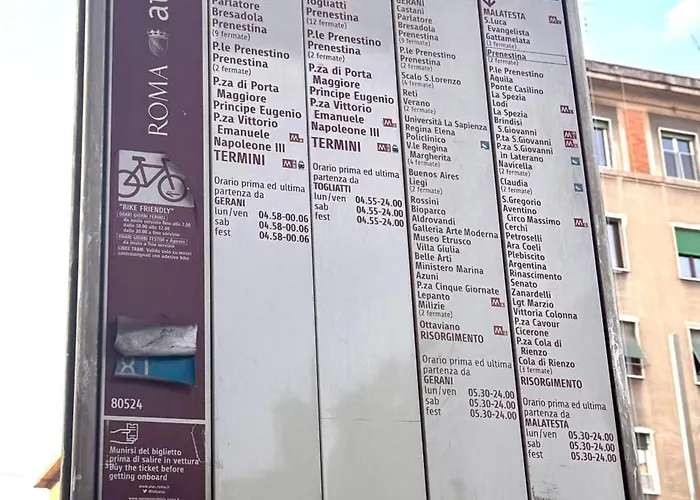 ROMA
"BIKE FRIENDLY"
80524
Munirsi del biglietto
prima di salire in vettura
Buy the ticket before
getting onboard
Parlatore
Bresadola
Prenestina
(9 fermate)
P.le Prenestino
Prenestina
(2 fermate)
P.za di Porta
Maggiore
Principe Eugenio
P.za Vittorio
Emanuele
Napoleone III
TERMINI
Orario prima ed ultima
partenza da
GERANI
lun/ven 04.58-00.06
sab 04.58-00.06
fest 04.58-00.06
Togliatti
Prenestina
(12 fermate)
P.le Prenestino
Prenestina
(2 fermate)
P.za di Porta
Maggiore
Principe Eugenio
P.za Vittorio
Emanuele
Napoleone III
TERMINI
Orario prima ed ultima
partenza da
TOGLIATTI
lun/ven 04.55-24.00
sab 04.55-24.00
fest 04.55-24.00
GERANI
Castani
Parlatore
Bresadola
Prenestina
(9 fermate)
P.le Prenestino
Prenestina
(2 fermate)
Scalo S.Lorenzo
(4 fermate)
Reti
Verano
(2 fermate)
Università La Sapienza
Regina Elena
Policlinico
V.le Regina
Margherita
(4 fermate)
Buenos Aires
Liegi
(2 fermate)
Rossini
Bioparco
Aldrovandi
Galleria Arte Moderna
Museo Etrusco
Villa Giulia
Belle Arti
Ministero Marina
Azuni
P.za Cinque Giornate
Lepanto
Milizie
(2 fermate)
Ottaviano
RISORGIMENTO
Orario prima ed ultima
partenza da
GERANI
lun/ven 05.30-24.00
sab 05.30-24.00
fest 05.30-24.00
MALATESTA
S.Luca
Evangelista
Gattamelata
(3 fermate)
Prenestina
(2 fermate)
P.le Prenestino
Aquila
Ponte Casilino
La Spezia
Lodi
La Spezia
Brindisi
S.Giovanni
P.ta S.Giovanni
P.za S.Giovanni
in Laterano
Navicella
(2 fermate)
Claudia
(2 fermate)
S.Gregorio
Aventino
Circo Massimo
Cerchi
Petroselli
Ara Coeli
Plebiscito
Argentina
Rinascimento
Senato
Zanardelli
Lgt Marzio
Vittoria Colonna
P.za Cavour
Cicerone
P.za Cola di
Rienzo
Cola di Rienzo
(3 fermate)
RISORGIMENTO
Orario prima ed ultima
partenza da
MALATESTA
lun/ven 05.30-24.00
sab 05.30-24.00
fest 05.30-24.00